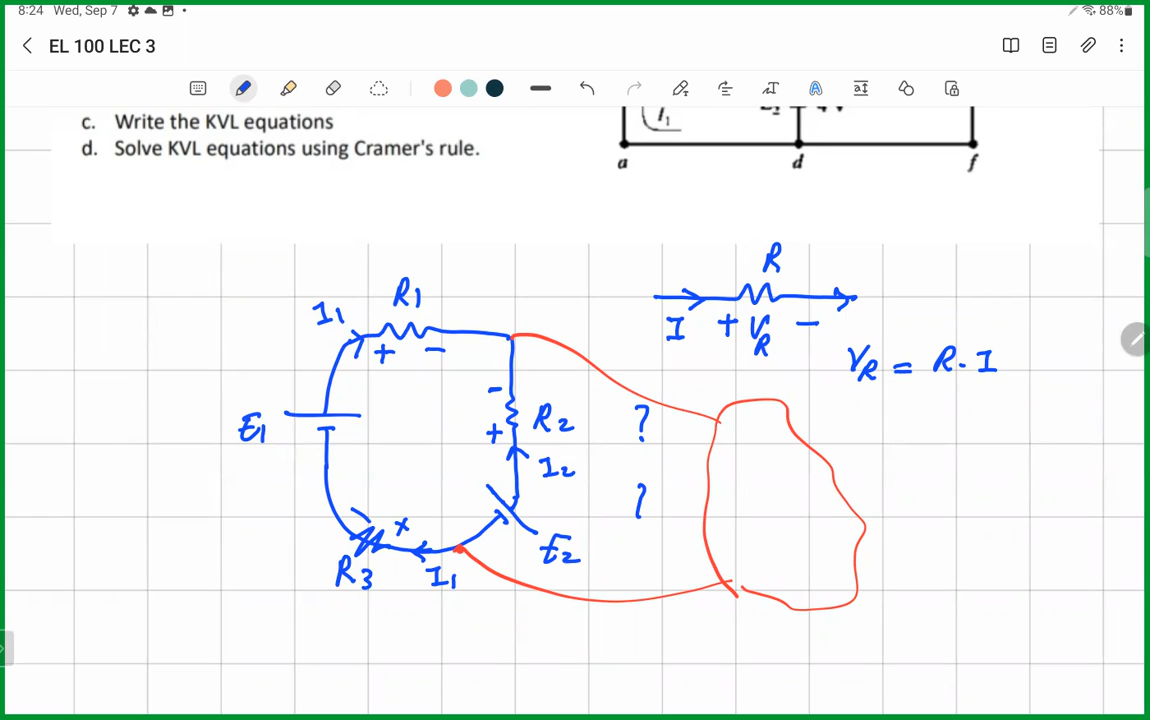 8:24 Wed, Sep 7
88%
EL 100 LEC 3
I1
c. Write the KVL equations
d. Solve KVL equations using Cramer's rule.
a
d
f
R
R1
I1
+ -
I + VR -
VR = R . I
E1
-
+
R2
?
I2
?
+
E2
R3
I1